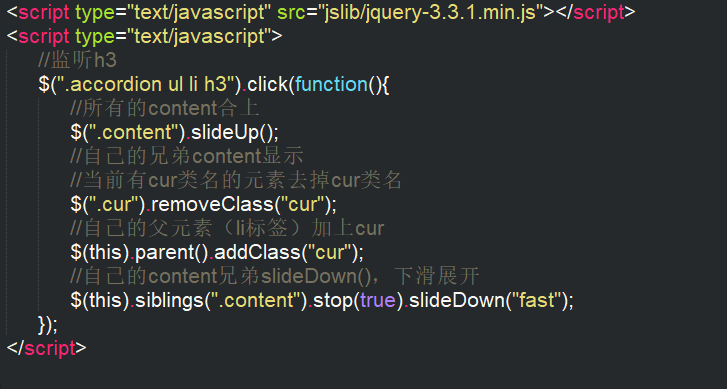 <script type="text/javascript" src="jslib/jquery-3.3.1.min.js"></script>
<script type="text/javascript">
//监听h3
$(".accordion ul li h3").click(function(){
//所有的content合上
$(".content").slideUp();
//自己的兄弟content显示
//当前有cur类名的元素去掉cur类名
$(".cur").removeClass("cur");
//自己的父元素（li标签）加上cur
$(this).parent().addClass("cur");
//自己的content兄弟slideDown()，下滑展开
$(this).siblings(".content").stop(true).slideDown("fast");
});
</script>